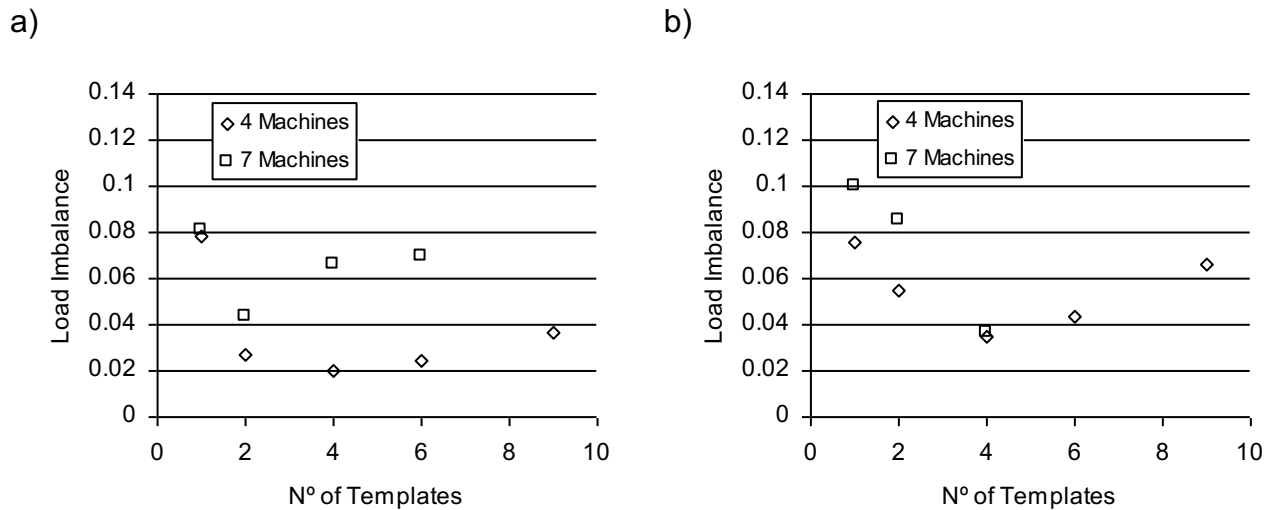 a)
0.14
0.12
0.1
0.08
0.06
0.04
0.02
0
Load Imbalance
4 Machines
7 Machines
0 2 4 6 8 10
Nº of Templates
b)
0.14
0.12
0.1
0.08
0.06
0.04
0.02
0
Load Imbalance
4 Machines
7 Machines
0 2 4 6 8 10
Nº of Templates